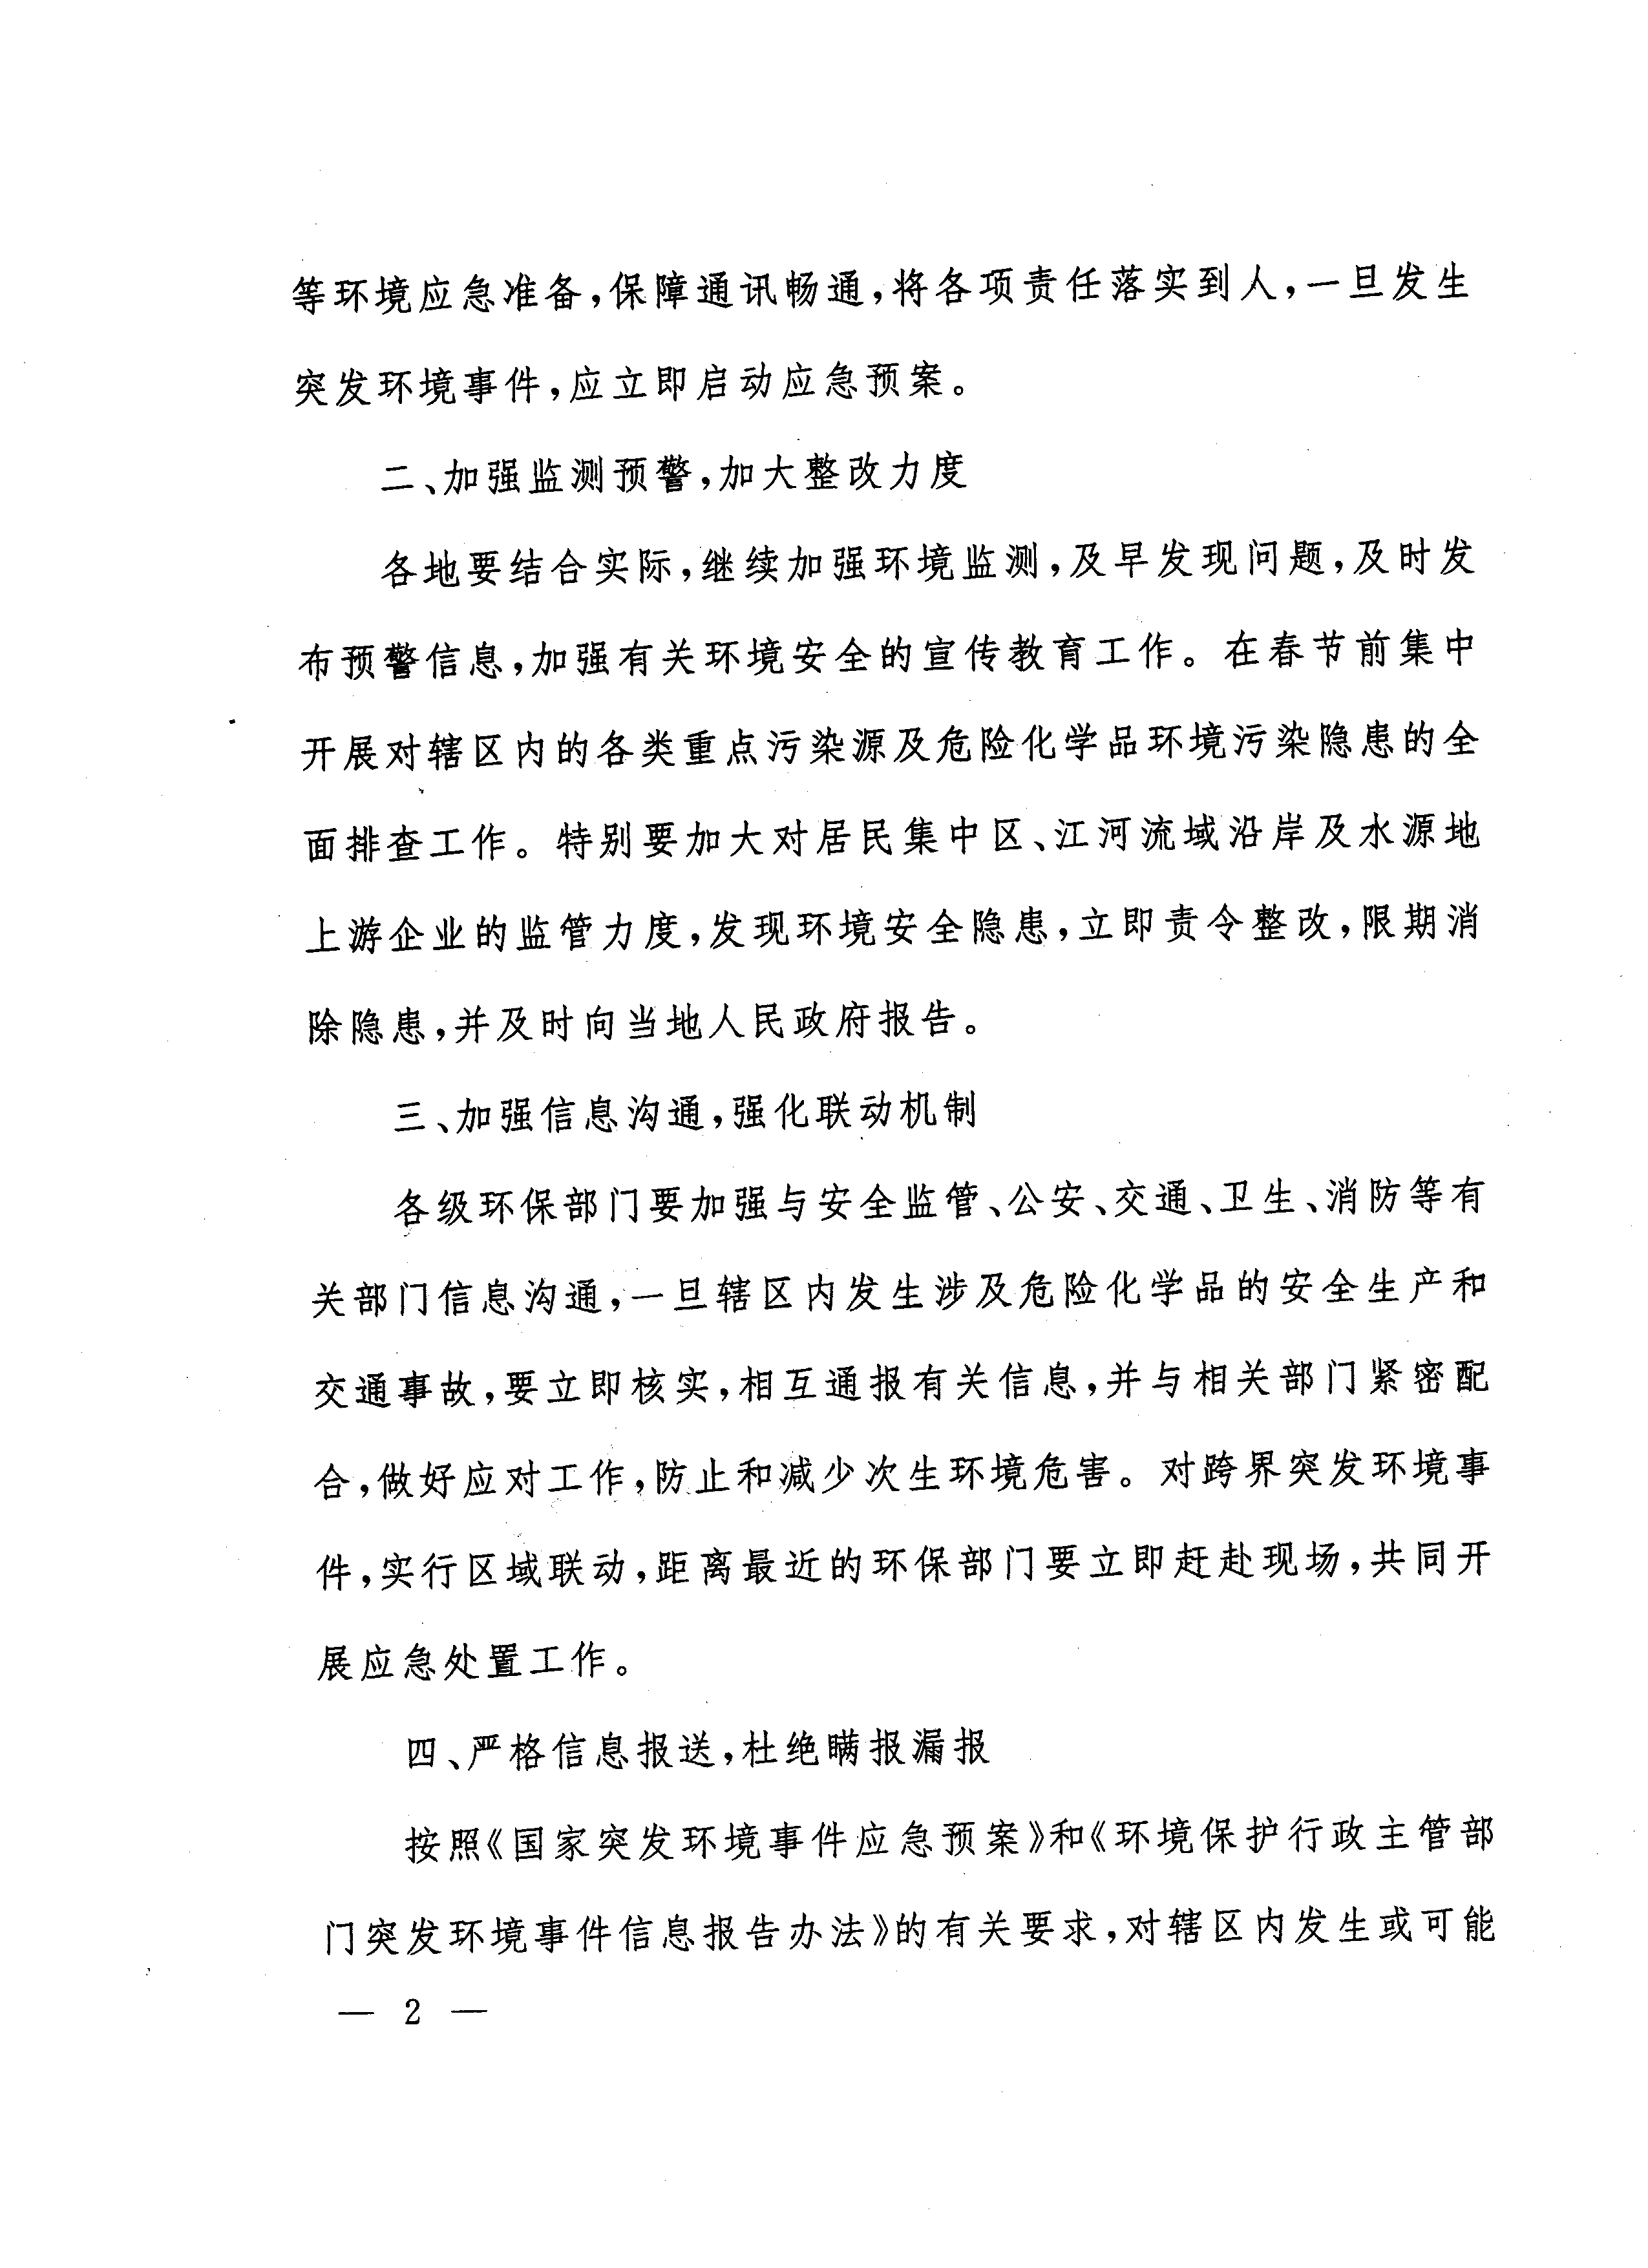 等环境应急准备,保障通讯畅通,将各项责任落实到人,一旦发生
突发环境事件,应立即启动应急预案。
二、加强监测预警,加大整改力度
各地要结合实际,继续加强环境监测,及早发现问题,及时发
布预警信息,加强有关环境安全的宣传教育工作。在春节前集中
开展对辖区内的各类重点污染源及危险化学品环境污染隐患的全
面排查工作。特别要加大对居民集中区、江河流域沿岸及水源地
上游企业的监管力度,发现环境安全隐患,立即责令整改,限期消
除隐患,并及时向当地人民政府报告。
三、加强信息沟通,强化联动机制
各级环保部门要加强与安全监管、公安、交通、卫生、消防等有
关部门信息沟通,一旦辖区内发生涉及危险化学品的安全生产和
交通事故,要立即核实,相互通报有关信息,并与相关部门紧密配
合,做好应对工作,防止和减少次生环境危害。对跨界突发环境事
件,实行区域联动,距离最近的环保部门要立即赶赴现场,共同开
展应急处置工作。
四、严格信息报送,杜绝瞒报漏报
按照《国家突发环境事件应急预案》和《环境保护行政主管部
门突发环境事件信息报告办法》的有关要求,对辖区内发生或可能
— 2 —